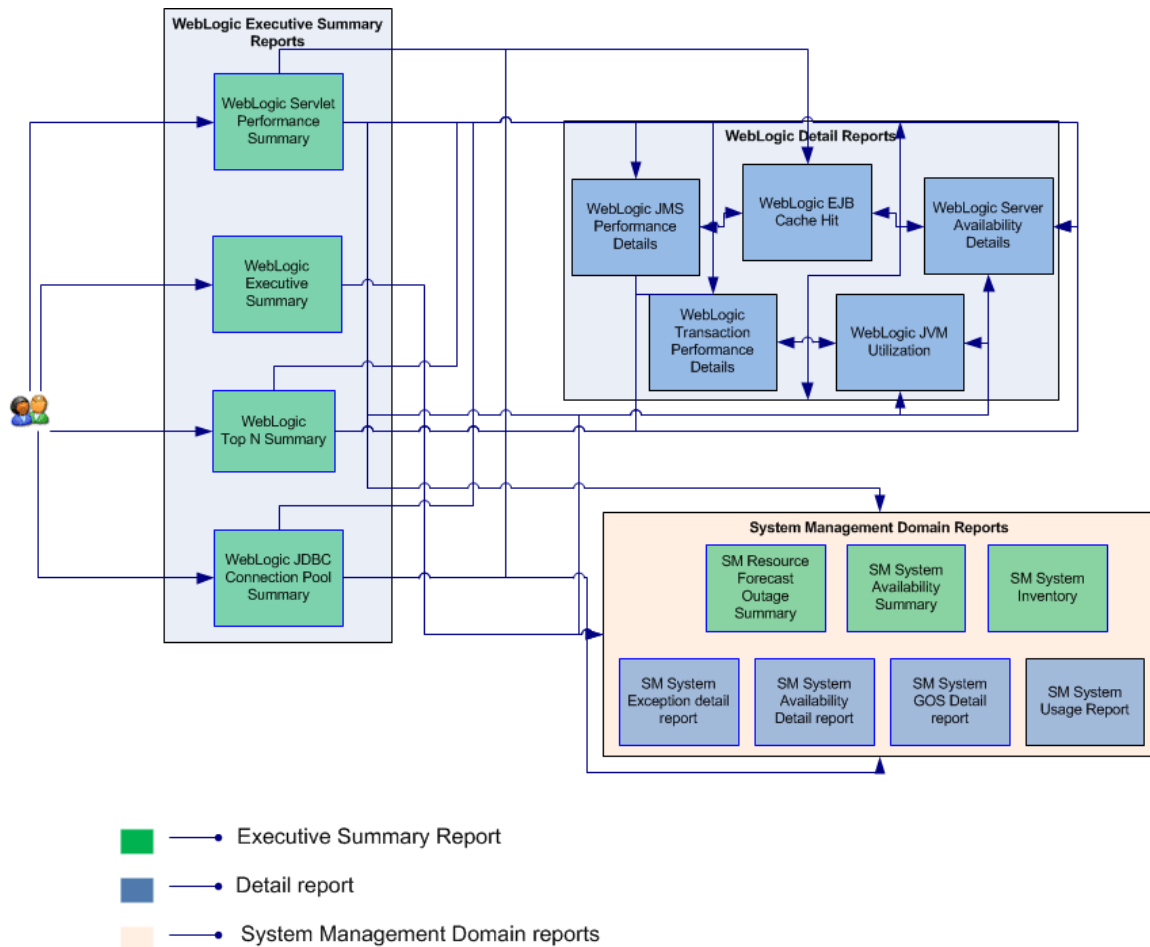 WebLogic Executive Summary
Reports
WebLogic Servlet
Performance
Summary
WebLogic
Executive
Summary
WebLogic
Top N Summary
WebLogic JDBC
Connection Pool
Summary
WebLogic Detail Reports
WebLogic JMS
Performance
Details
WebLogic EJB
Cache Hit
WebLogic Server
Availability
Details
WebLogic
Transaction
Performance
Details
WebLogic JVM
Utilization
System Management Domain Reports
SM Resource
Forecast
Outage
Summary
SM System
Availability
Summary
SM System
Inventory
SM System
Exception detail
report
SM System
Availability
Detail report
SM System
GOS Detail
report
SM System
Usage Report
Executive Summary Report
Detail report
System Management Domain reports